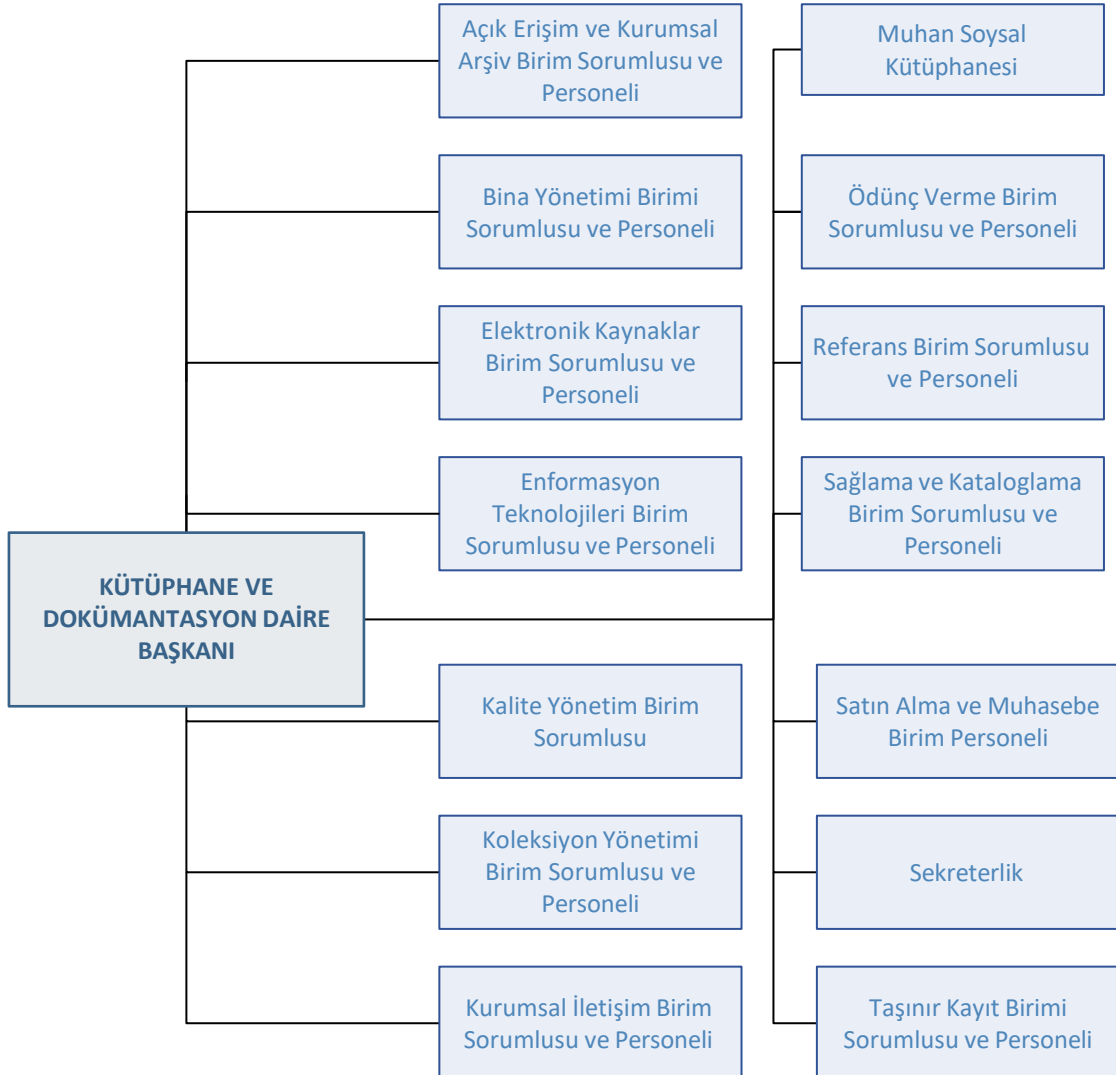 Açık Erişim ve Kurumsal
Arşiv Birim Sorumlusu ve
Personeli
Muhan Soysal
Kütüphanesi
Bina Yönetimi Birimi
Sorumlusu ve Personeli
Ödünç Verme Birim
Sorumlusu ve Personeli
Elektronik Kaynaklar
Birim Sorumlusu ve
Personeli
Referans Birim Sorumlusu
ve Personeli
Enformasyon
Teknolojileri Birim
Sorumlusu ve Personeli
Sağlama ve Kataloglama
Birim Sorumlusu ve
Personeli
KÜTÜPHANE VE
DOKÜMANTASYON DAİRE
BAŞKANI
Kalite Yönetim Birim
Sorumlusu
Satın Alma ve Muhasebe
Birim Personeli
Koleksiyon Yönetimi
Birim Sorumlusu ve
Personeli
Sekreterlik
Kurumsal İletişim Birim
Sorumlusu ve Personeli
Taşınır Kayıt Birimi
Sorumlusu ve Personeli